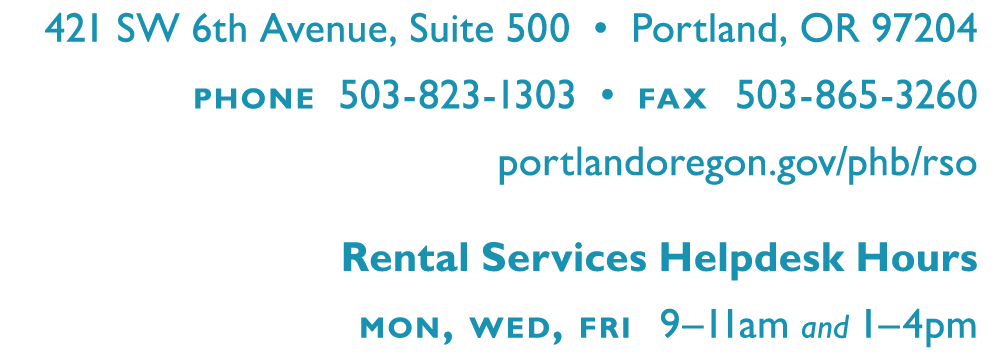 421 SW 6th Avenue, Suite 500 • Portland, OR 97204
PHONE 503-823-1303 • FAX 503-865-3260
portlandoregon.gov/phb/rso
Rental Services Helpdesk Hours
MON, WED, FRI 9–11am and 1–4pm